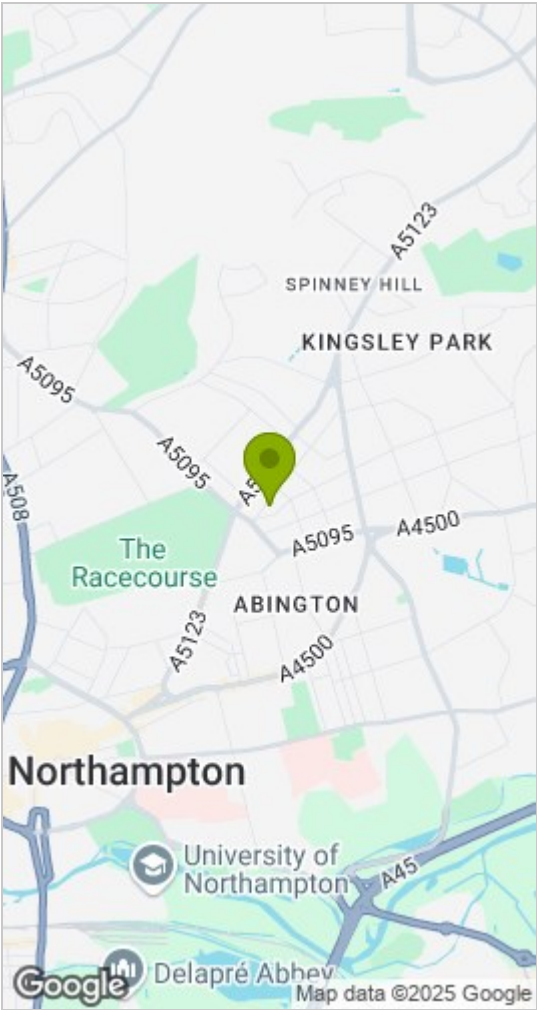 A5123
SPINNEY HILL
KINGSLEY PARK
A5095
A5095
A508
A5
A5095
A4500
The
Racecourse
ABINGTON
A5123
A4500
Northampton
University of
Northampton
A45
Delapré Abbey
Google
Map data ©2025 Google